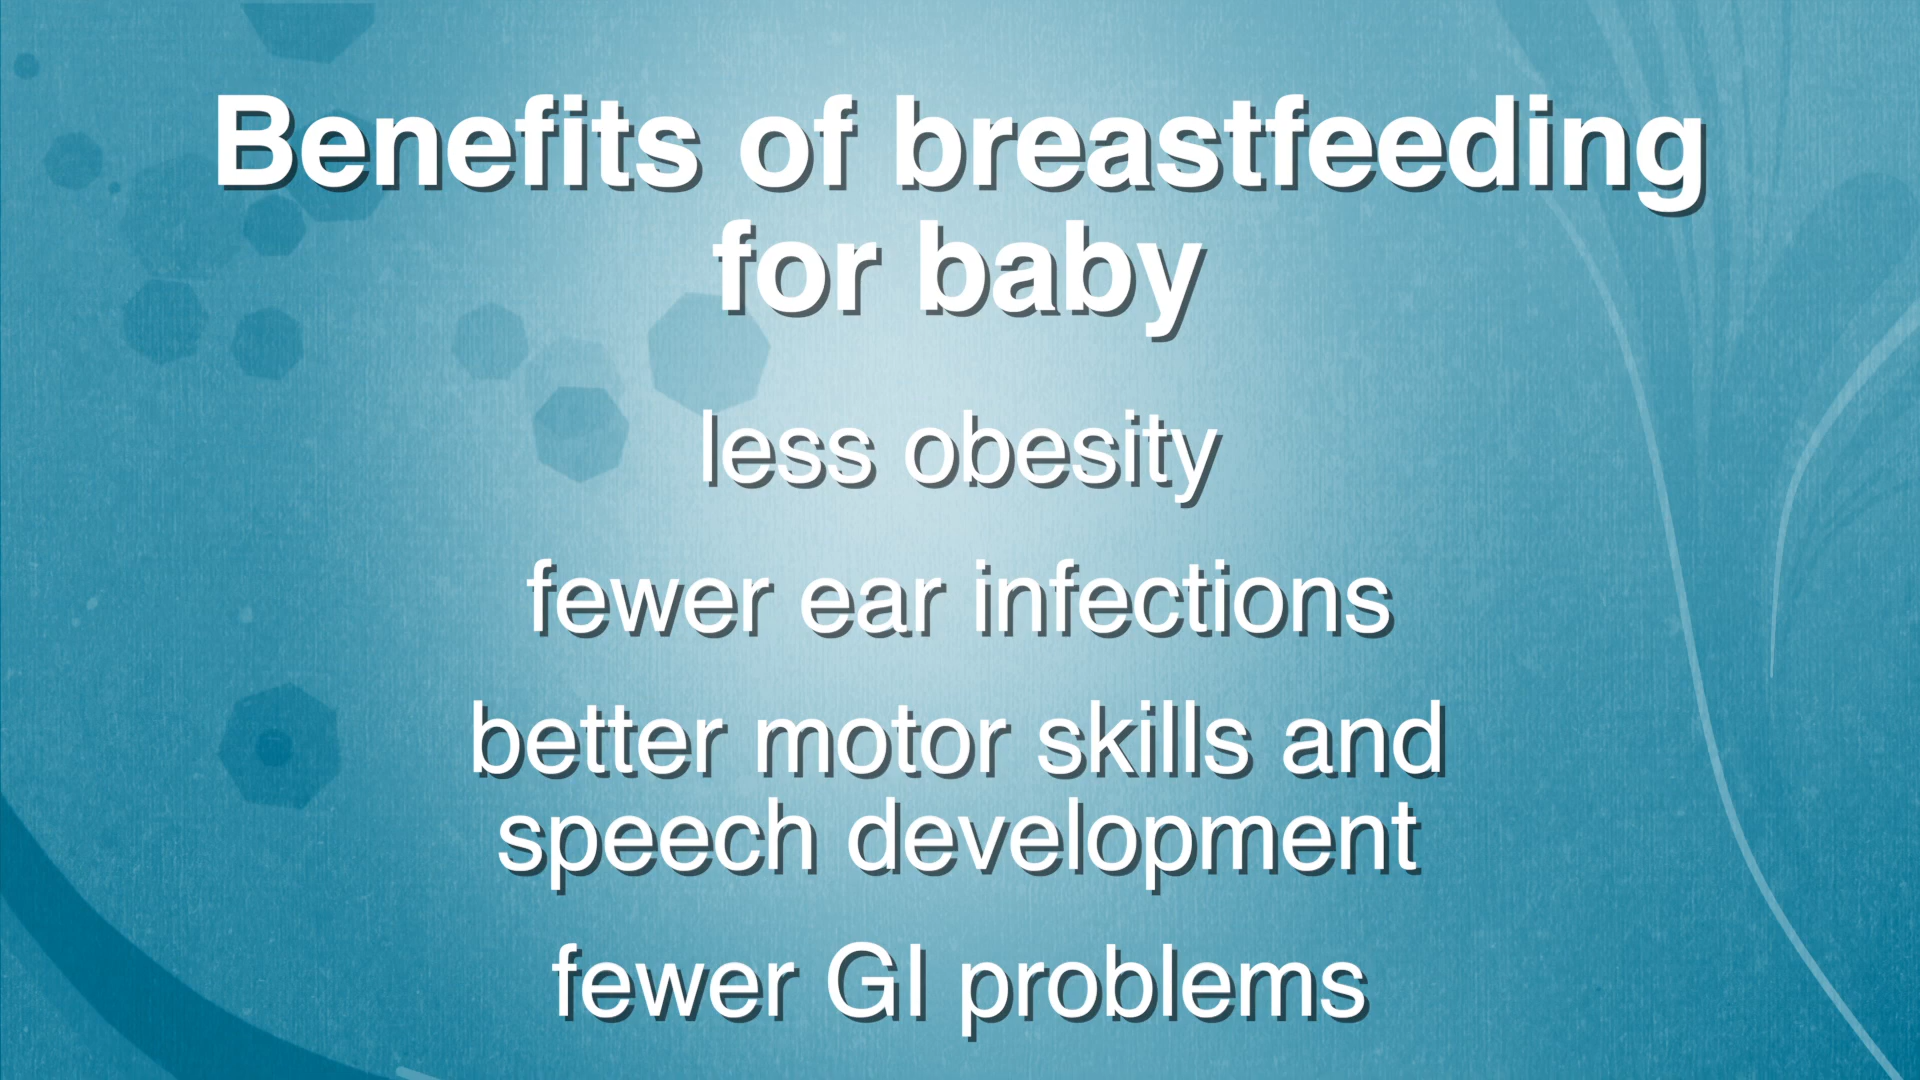 Benefits of breastfeeding
for baby
less obesity
fewer ear infections
better motor skills and
speech development
fewer GI problems